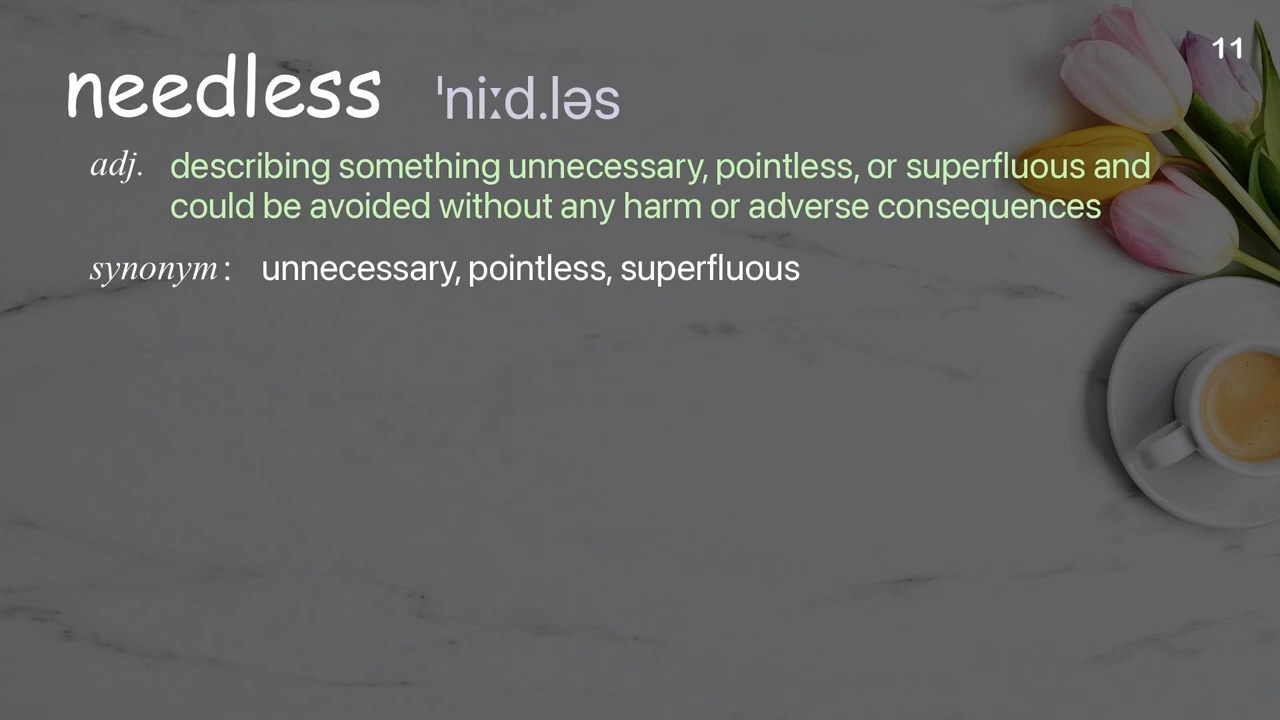 11
needless ˈniːd.ləs
adj. describing something unnecessary, pointless, or superfluous and
could be avoided without any harm or adverse consequences
synonym: unnecessary, pointless, superfluous